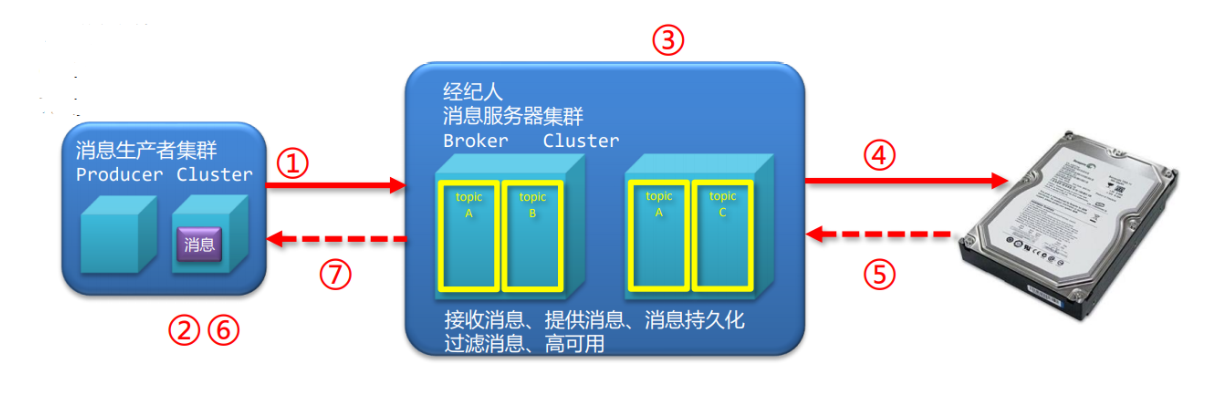 ③
经纪人
消息服务器集群
Broker Cluster
消息生产者集群
Producer Cluster
①
④
topic
A
topic
B
topic
A
topic
C
消息
⑦
⑤
②⑥
接收消息、提供消息、消息持久化
过滤消息、高可用